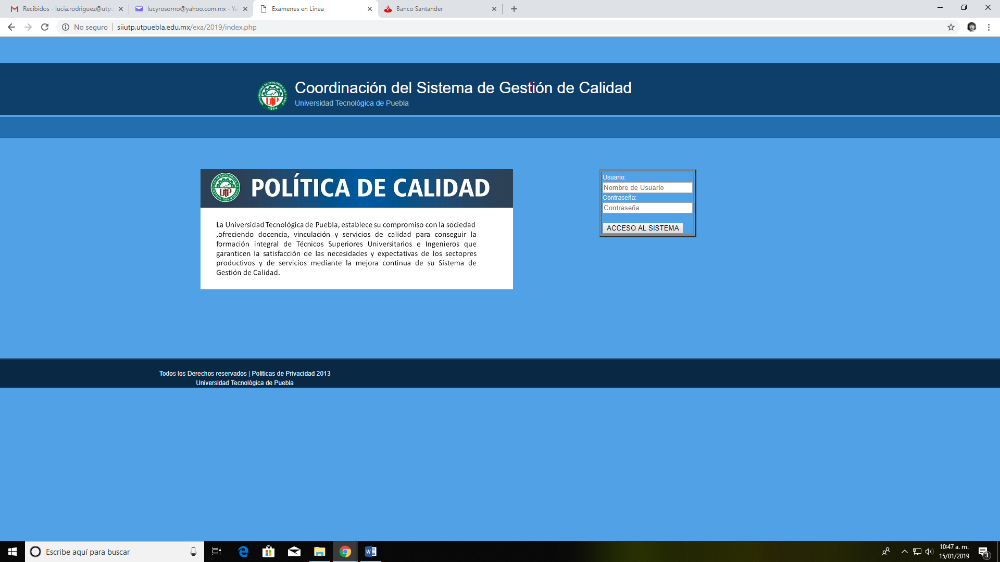 Recibidos - lucia.rodriguez@utpu
lucyrosorno@yahoo.com.mx - Ya
Examenes en Linea
Banco Santander
No seguro
siiutp.utpuebla.edu.mx/exa/2019/index.php
Coordinación del Sistema de Gestión de Calidad
Universidad Tecnológica de Puebla
POLÍTICA DE CALIDAD
La Universidad Tecnológica de Puebla, establece su compromiso con la sociedad
,ofreciendo docencia, vinculación y servicios de calidad para conseguir la
formación integral de Técnicos Superiores Universitarios e Ingenieros que
garanticen la satisfacción de las necesidades y expectativas de los sectopres
productivos y de servicios mediante la mejora continua de su Sistema de
Gestión de Calidad.
Usuario:
Nombre de Usuario
Contraseña:
Contraseña
ACCESO AL SISTEMA
Todos los Derechos reservados | Politicas de Privacidad 2013
Universidad Tecnológica de Puebla
Escribe aquí para buscar
10:47 a. m.
15/01/2019
3